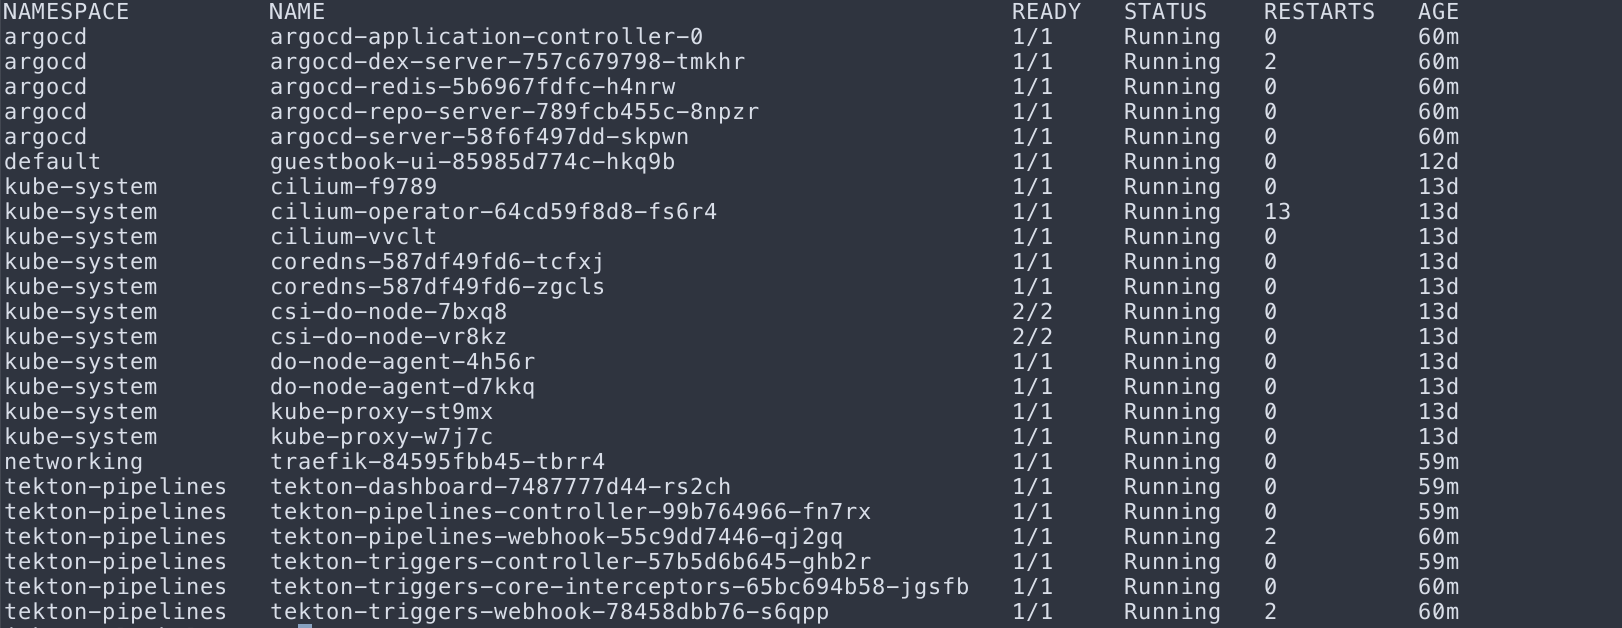 NAMESPACE NAME READY STATUS RESTARTS AGE
argocd argocd-application-controller-0 1/1 Running 0 60m
argocd argocd-dex-server-757c679798-tmkhr 1/1 Running 2 60m
argocd argocd-redis-5b6967fdfc-h4nrw 1/1 Running 0 60m
argocd argocd-repo-server-789fcb455c-8npzr 1/1 Running 0 60m
argocd argocd-server-58f6f497dd-skpwn 1/1 Running 0 60m
default guestbook-ui-85985d774c-hkq9b 1/1 Running 0 12d
kube-system cilium-f9789 1/1 Running 0 13d
kube-system cilium-operator-64cd59f8d8-fs6r4 1/1 Running 13 13d
kube-system cilium-vvclt 1/1 Running 0 13d
kube-system coredns-587df49fd6-tcfxj 1/1 Running 0 13d
kube-system coredns-587df49fd6-zgcls 1/1 Running 0 13d
kube-system csi-do-node-7bxq8 2/2 Running 0 13d
kube-system csi-do-node-vr8kz 2/2 Running 0 13d
kube-system do-node-agent-4h56r 1/1 Running 0 13d
kube-system do-node-agent-d7kkq 1/1 Running 0 13d
kube-system kube-proxy-st9mx 1/1 Running 0 13d
kube-system kube-proxy-w7j7c 1/1 Running 0 13d
networking traefik-84595fbb45-tbrr4 1/1 Running 0 59m
tekton-pipelines tekton-dashboard-7487777d44-rs2ch 1/1 Running 0 59m
tekton-pipelines tekton-pipelines-controller-99b764966-fn7rx 1/1 Running 0 59m
tekton-pipelines tekton-pipelines-webhook-55c9dd7446-qj2gq 1/1 Running 2 60m
tekton-pipelines tekton-triggers-controller-57b5d6b645-ghb2r 1/1 Running 0 59m
tekton-pipelines tekton-triggers-core-interceptors-65bc694b58-jgsfb 1/1 Running 0 60m
tekton-pipelines tekton-triggers-webhook-78458dbb76-s6qpp 1/1 Running 2 60m